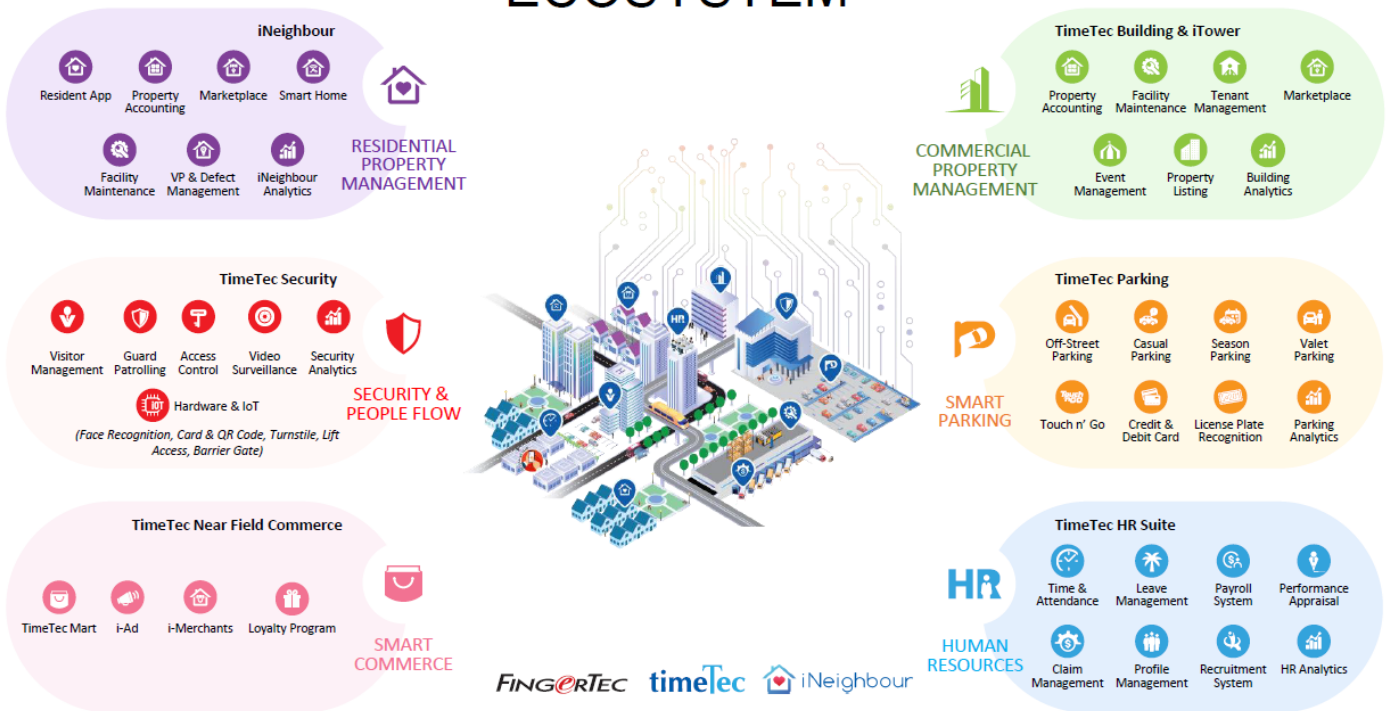 ECOSYSTEM
iNeighbour
Resident App
Property
Accounting
Marketplace
Smart Home
Facility
Maintenance
VP & Defect
Management
iNeighbour
Analytics
RESIDENTIAL
PROPERTY
MANAGEMENT
TimeTec Building & iTower
Property
Accounting
Facility
Maintenance
Tenant
Management
Marketplace
Event
Management
Property
Listing
Building
Analytics
COMMERCIAL
PROPERTY
MANAGEMENT
TimeTec Security
Visitor
Management
Guard
Patrolling
Access
Control
Video
Surveillance
Security
Analytics
IOT
Hardware & IoT
(Face Recognition, Card & QR Code, Turnstile, Lift
Access, Barrier Gate)
SECURITY &
PEOPLE FLOW
HR
H
TimeTec Parking
Off-Street
Parking
Casual
Parking
Season
Parking
Valet
Parking
Touch n' Go
Credit &
Debit Card
License Plate
Recognition
Parking
Analytics
SMART
PARKING
TimeTec Near Field Commerce
TimeTec Mart
i-Ad
i-Merchants
Loyalty Program
SMART
COMMERCE
TimeTec HR Suite
Time &
Attendance
Leave
Management
Payroll
System
Performance
Appraisal
Claim
Management
Profile
Management
Recruitment
System
HR Analytics
HR
HUMAN
RESOURCES
FINGERTEC
timeTec
iNeighbour